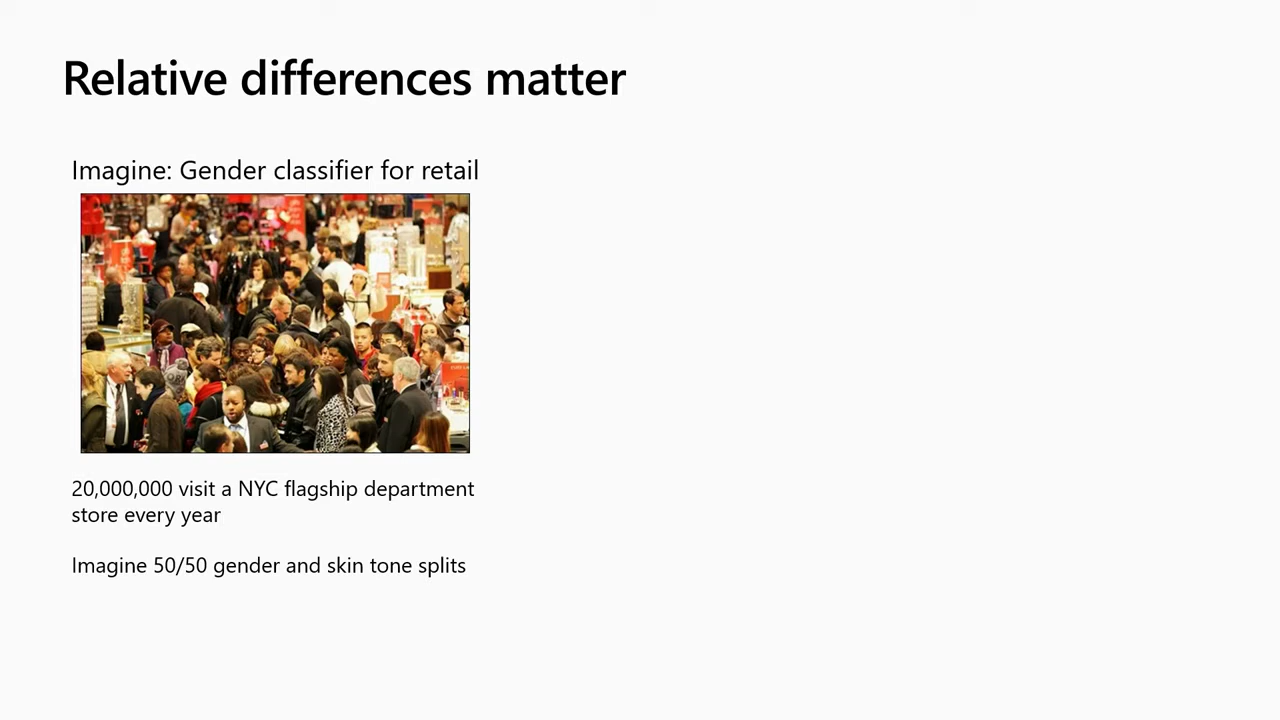 Relative differences matter
Imagine: Gender classifier for retail
20,000,000 visit a NYC flagship department
store every year
Imagine 50/50 gender and skin tone splits